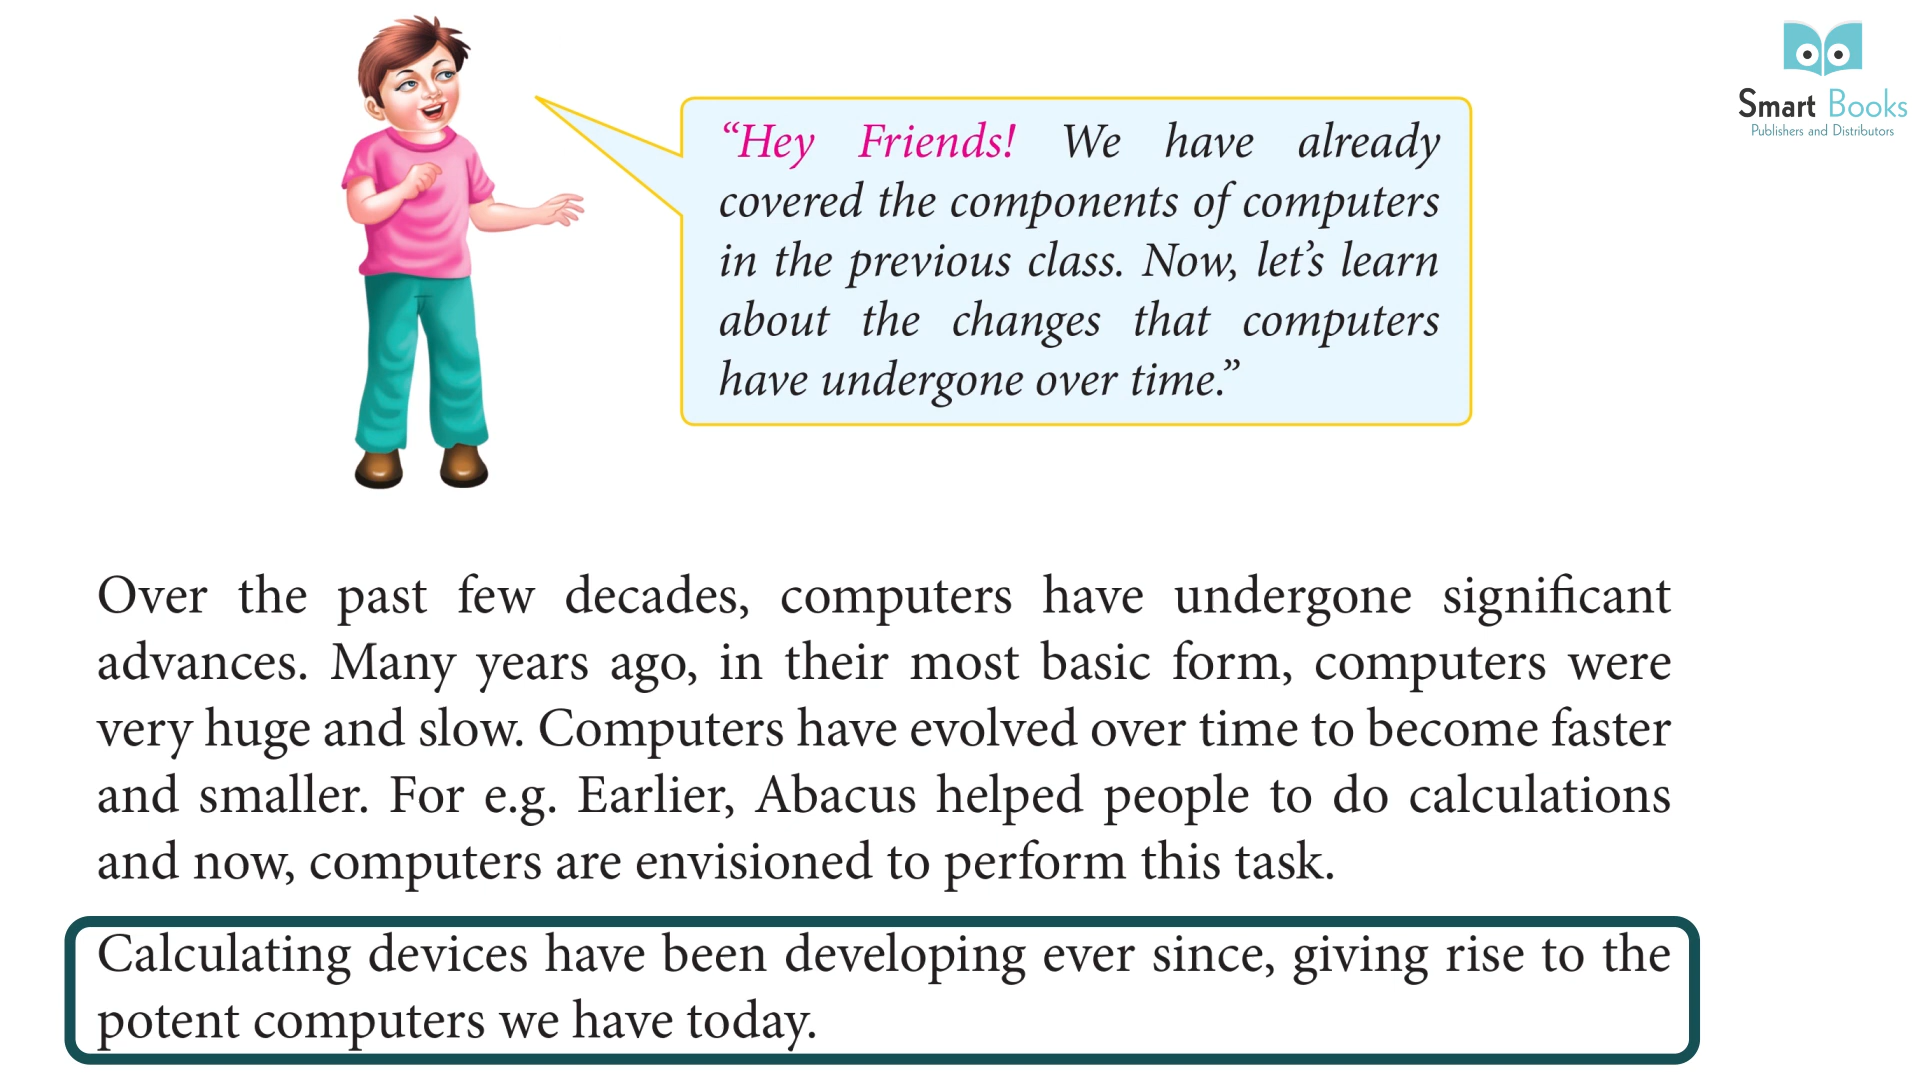 Smart Books
Publishers and Distributors
“Hey Friends! We have already
covered the components of computers
in the previous class. Now, let’s learn
about the changes that computers
have undergone over time.”
Over the past few decades, computers have undergone significant
advances. Many years ago, in their most basic form, computers were
very huge and slow. Computers have evolved over time to become faster
and smaller. For e.g. Earlier, Abacus helped people to do calculations
and now, computers are envisioned to perform this task.
Calculating devices have been developing ever since, giving rise to the
potent computers we have today.